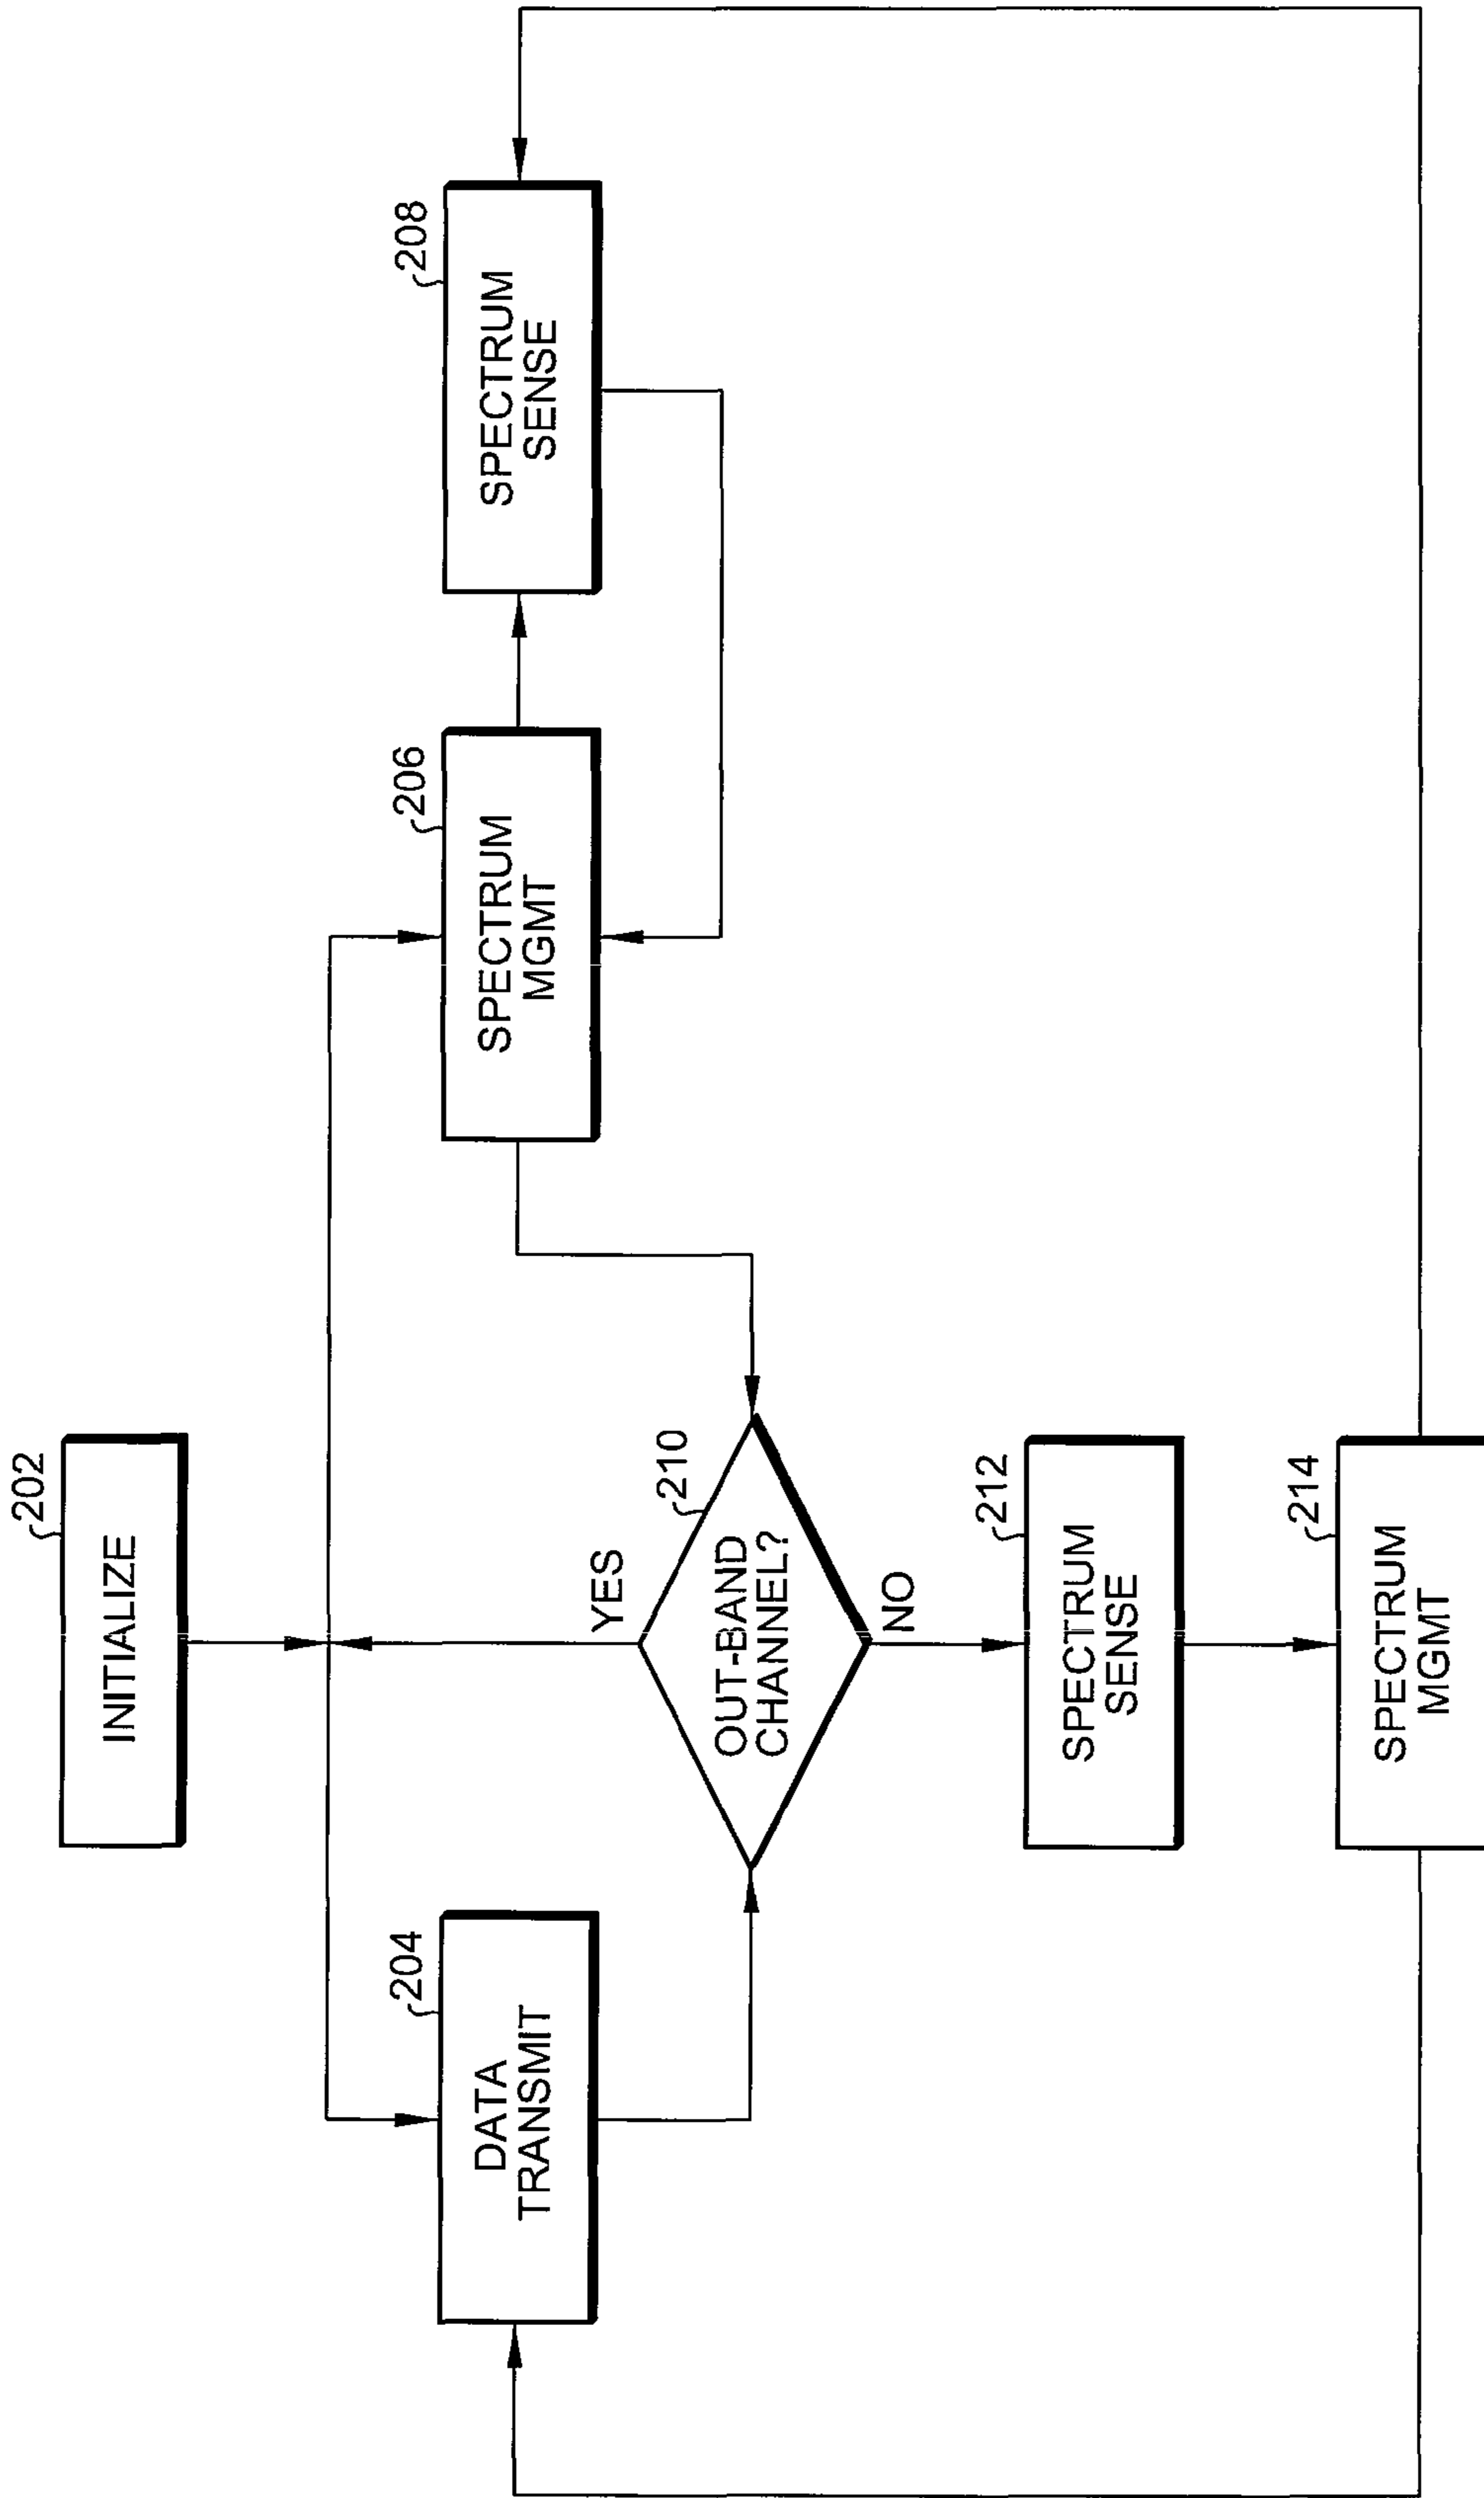 202
INITIALIZE
204
DATA
TRANSMIT
206
SPECTRUM
MGMT
208
SPECTRUM
SENSE
YES
210
OUT-BAND
CHANNEL?
NO
212
SPECTRUM
SENSE
214
SPECTRUM
MGMT